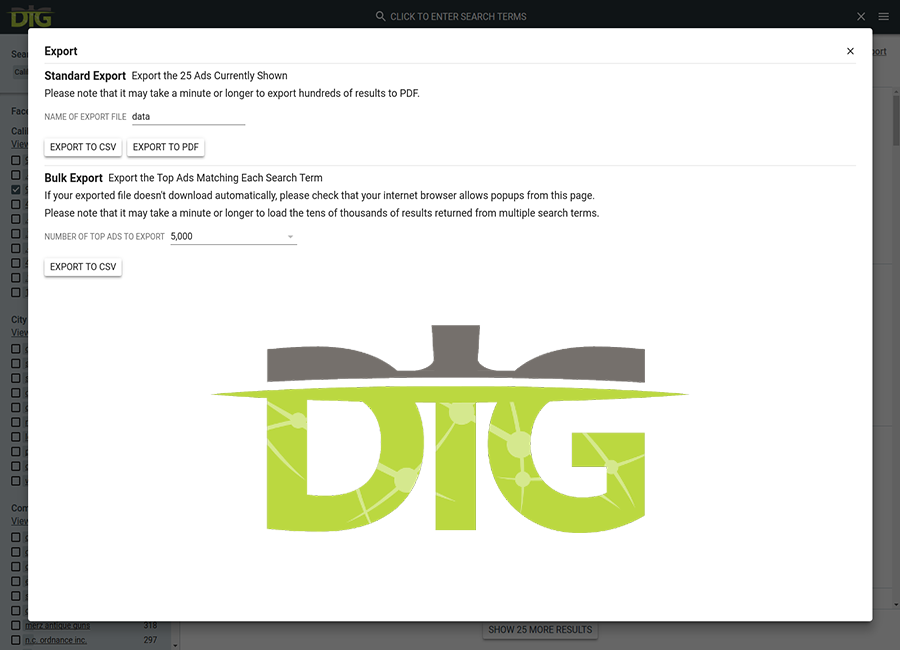 DIG
CLICK TO ENTER SEARCH TERMS
Export
Standard Export Export the 25 Ads Currently Shown
Please note that it may take a minute or longer to export hundreds of results to PDF.
NAME OF EXPORT FILE data
EXPORT TO CSV EXPORT TO PDF
Bulk Export Export the Top Ads Matching Each Search Term
If your exported file doesn't download automatically, please check that your internet browser allows popups from this page.
Please note that it may take a minute or longer to load the tens of thousands of results returned from multiple search terms.
NUMBER OF TOP ADS TO EXPORT 5,000
EXPORT TO CSV
City
View
View
View
DIG
merz antique guns 318
n.c. ordnance inc. 297
SHOW 25 MORE RESULTS